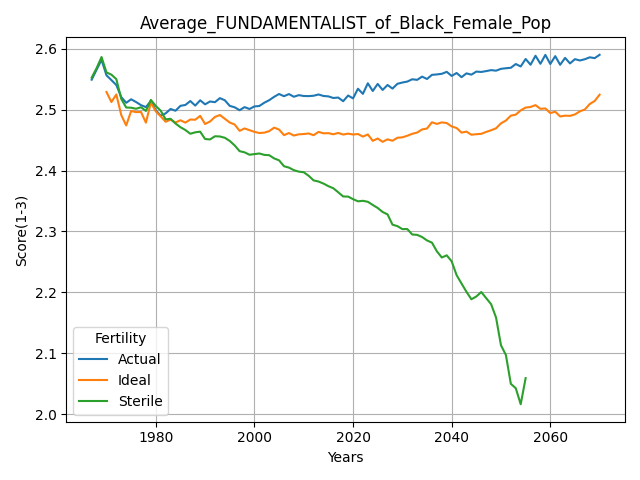 Average_FUNDAMENTALIST_of_Black_Female_Pop
Score(1-3)
2.6
2.5
2.4
2.3
2.2
2.1
2.0
Fertility
Actual
Ideal
Sterile
1980 2000 2020 2040 2060
Years